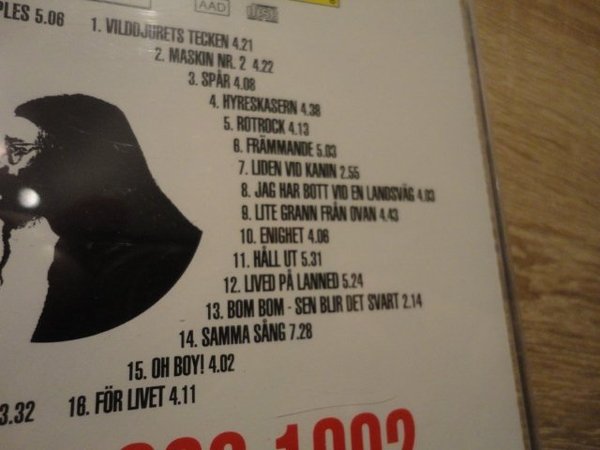 PLES 5.06
AAD
1. VILDDJURETS TECKEN 4.21
2. MASKIN NR. 2 4.22
3. SPÅR 4.08
4. HYRESKASERN 4.38
5. ROTROCK 4.13
6. FRÄMMANDE 5.03
7. LIDEN VID KANIN 2.55
8. JAG HAR BOTT VID EN LANDSVÄG 4.03
9. LITE GRANN FRÅN OVAN 4.43
10. ENIGHET 4.06
11. HÅLL UT 5.31
12. LIVED PÅ LANNED 5.24
13. BOM BOM - SEN BLIR DET SVART 2.14
14. SAMMA SÅNG 7.28
15. OH BOY! 4.02
3.32
16. FÖR LIVET 4.11
1992